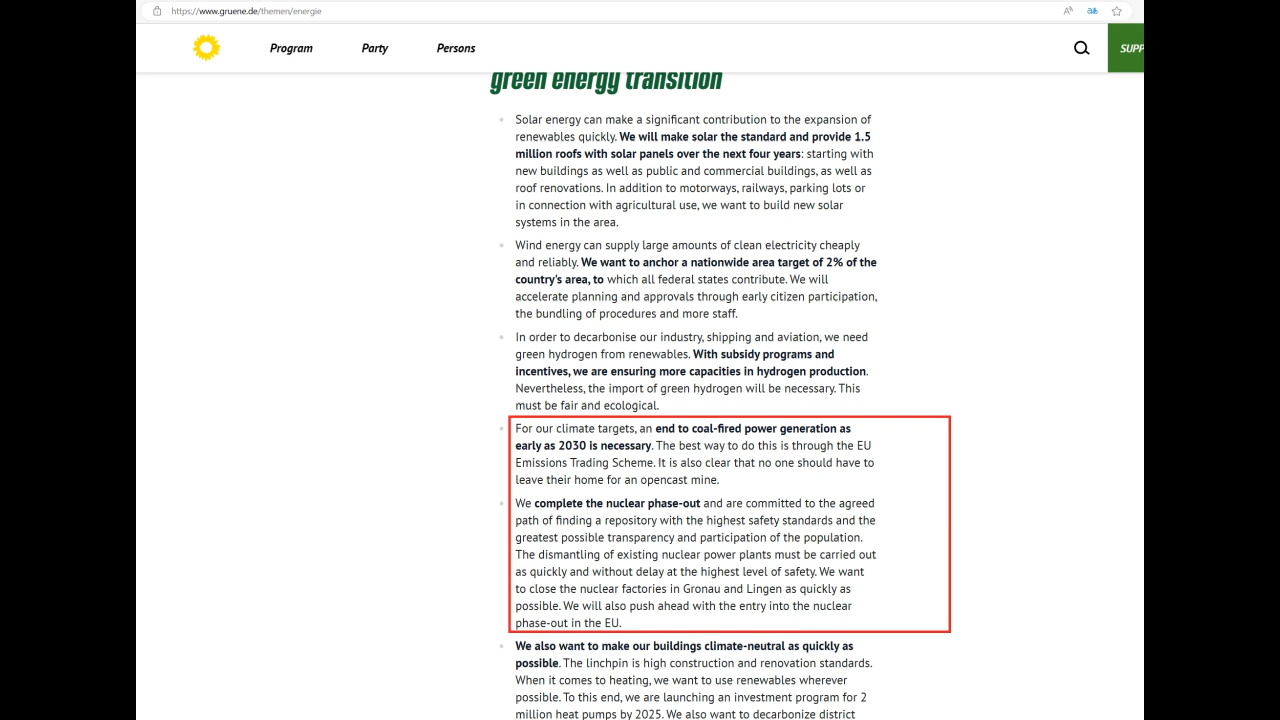 https://www.gruene.de/themen/energie
Program
Party
Persons
SUPP
green energy transition
Solar energy can make a significant contribution to the expansion of
renewables quickly. We will make solar the standard and provide 1.5
million roofs with solar panels over the next four years: starting with
new buildings as well as public and commercial buildings, as well as
roof renovations. In addition to motorways, railways, parking lots or
in connection with agricultural use, we want to build new solar
systems in the area.
Wind energy can supply large amounts of clean electricity cheaply
and reliably. We want to anchor a nationwide area target of 2% of the
country's area, to which all federal states contribute. We will
accelerate planning and approvals through early citizen participation,
the bundling of procedures and more staff.
In order to decarbonise our industry, shipping and aviation, we need
green hydrogen from renewables. With subsidy programs and
incentives, we are ensuring more capacities in hydrogen production.
Nevertheless, the import of green hydrogen will be necessary. This
must be fair and ecological.
For our climate targets, an end to coal-fired power generation as
early as 2030 is necessary. The best way to do this is through the EU
Emissions Trading Scheme. It is also clear that no one should have to
leave their home for an opencast mine.
We complete the nuclear phase-out and are committed to the agreed
path of finding a repository with the highest safety standards and the
greatest possible transparency and participation of the population.
The dismantling of existing nuclear power plants must be carried out
as quickly and without delay at the highest level of safety. We want
to close the nuclear factories in Gronau and Lingen as quickly as
possible. We will also push ahead with the entry into the nuclear
phase-out in the EU.
We also want to make our buildings climate-neutral as quickly as
possible. The linchpin is high construction and renovation standards.
When it comes to heating, we want to use renewables wherever
possible. To this end, we are launching an investment program for 2
million heat pumps by 2025. We also want to decarbonize district